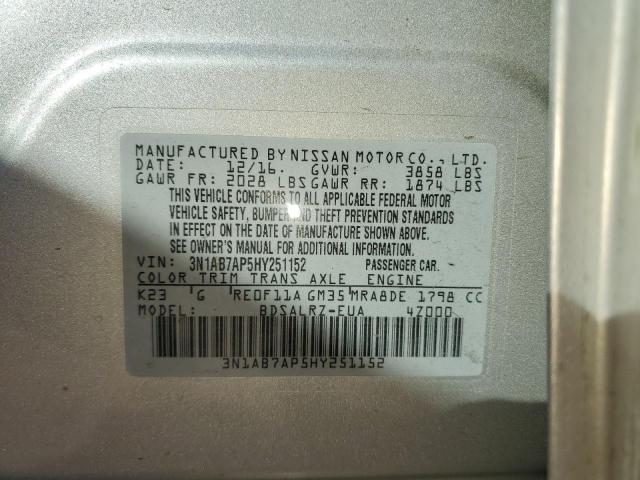 MANUFACTURED BY NISSAN MOTOR CO., LTD.
DATE: 12/16. GVWR: 3858 LBS
GAWR FR: 2028 LBS GAWR RR: 1874 LBS
THIS VEHICLE CONFORMS TO ALL APPLICABLE FEDERAL MOTOR
VEHICLE SAFETY, BUMPER AND THEFT PREVENTION STANDARDS
IN EFFECT ON THE DATE OF MANUFACTURE SHOWN ABOVE.
SEE OWNER'S MANUAL FOR ADDITIONAL INFORMATION.
VIN: 3N1AB7AP5HY251152 PASSENGER CAR.
COLOR TRIM TRANS AXLE ENGINE
K23 G RE0F11A GM35 MRA8DE 1798 CC
BDSALRZ-EUA 4Z000
3N1AB7AP5HY251152